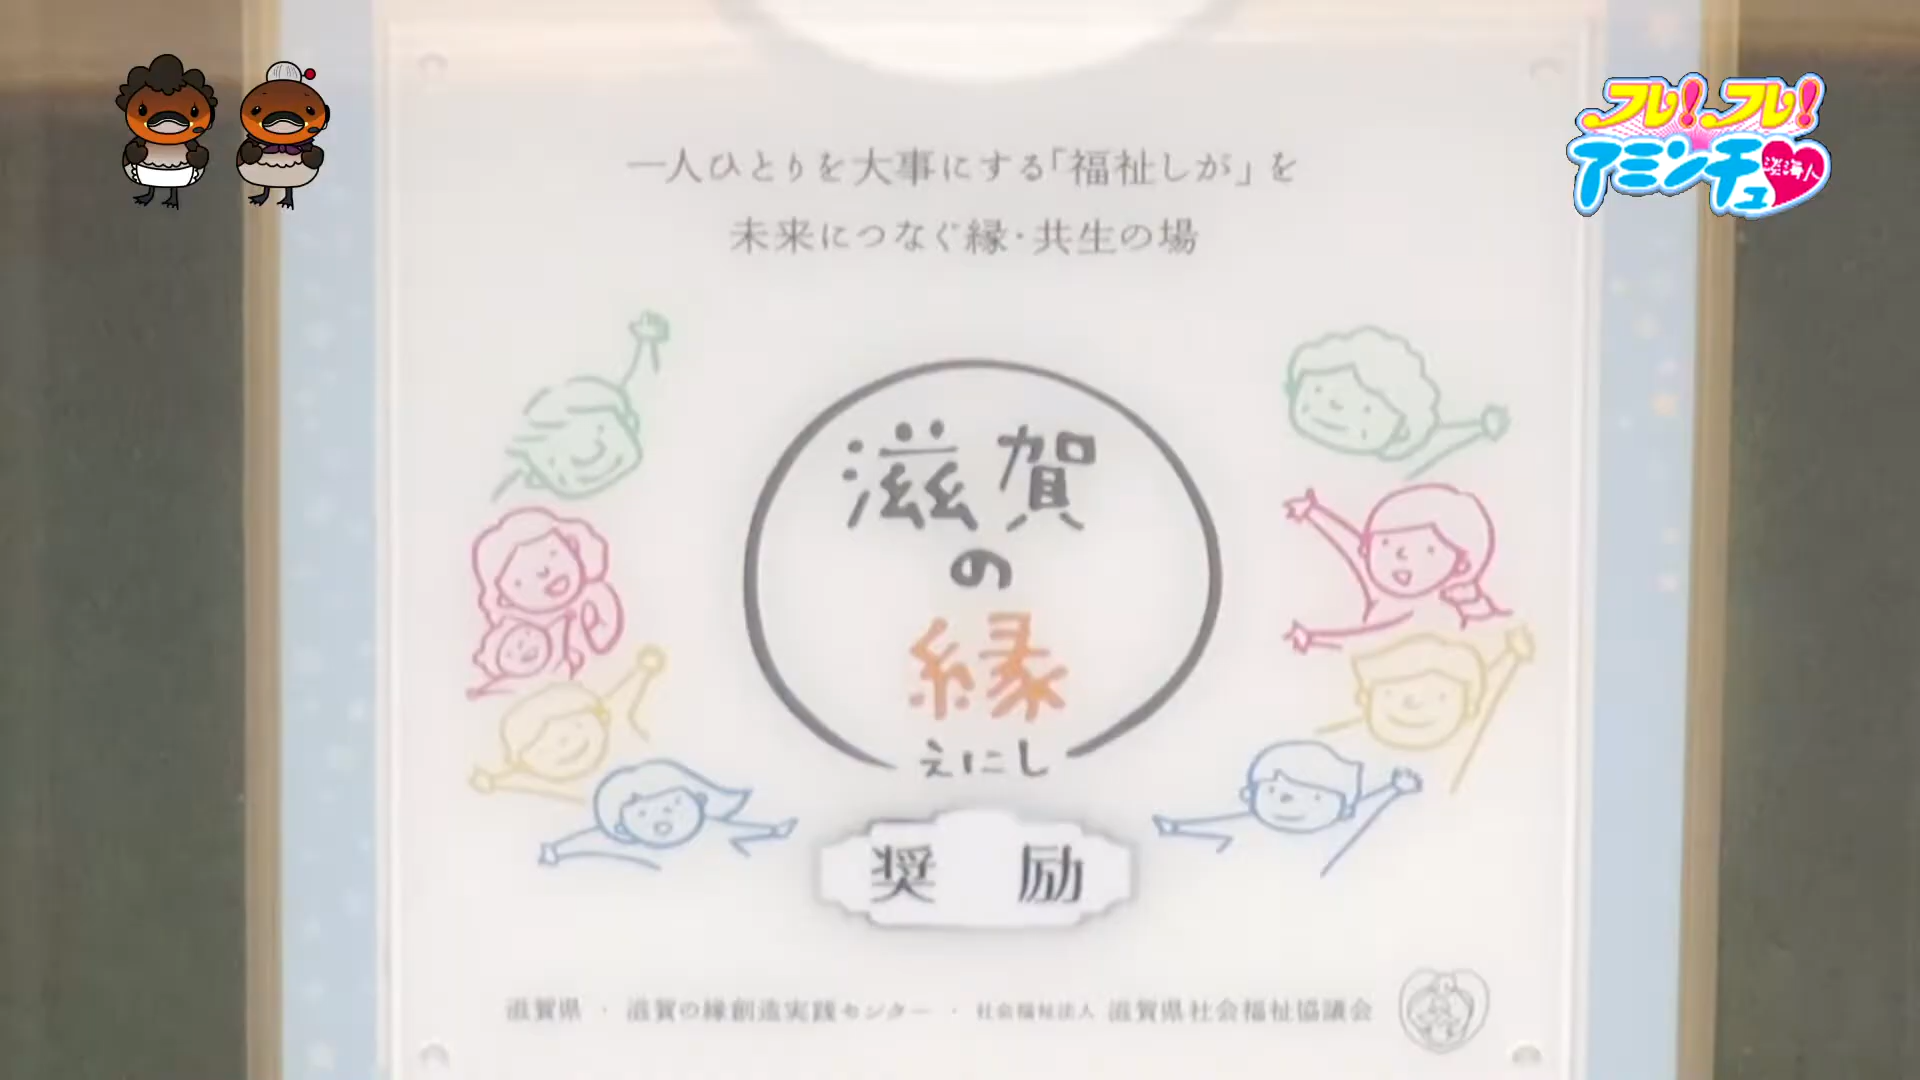 フレ!フレ!
アミンチュ
淡海人
一人ひとりを大事にする「福祉しが」を
未来につなぐ縁・共生の場
滋賀
の
縁
えにし
奨 励
滋賀県 ・ 滋賀の縁創造実践センター ・ 社会福祉法人 滋賀県社会福祉協議会